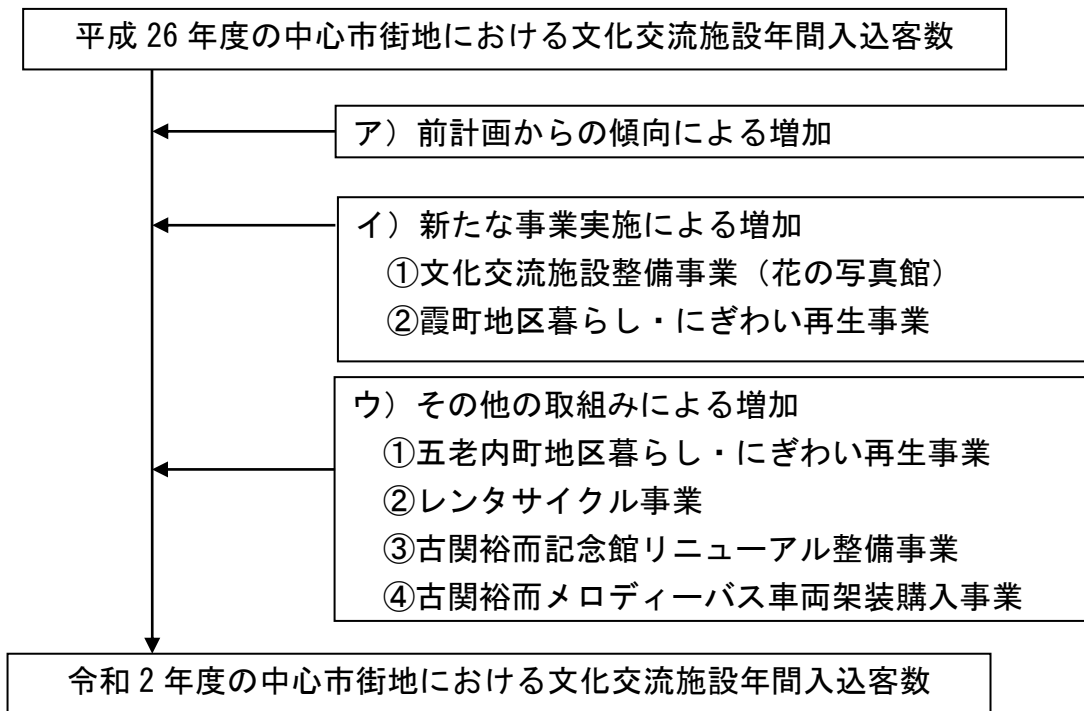 平成 26 年度の中心市街地における文化交流施設年間入込客数
ア）前計画からの傾向による増加
イ）新たな事業実施による増加
①文化交流施設整備事業（花の写真館）
②霞町地区暮らし・にぎわい再生事業
ウ）その他の取組みによる増加
①五老内町地区暮らし・にぎわい再生事業
②レンタサイクル事業
③古関裕而記念館リニューアル整備事業
④古関裕而メロディーバス車両架装購入事業
令和 2 年度の中心市街地における文化交流施設年間入込客数